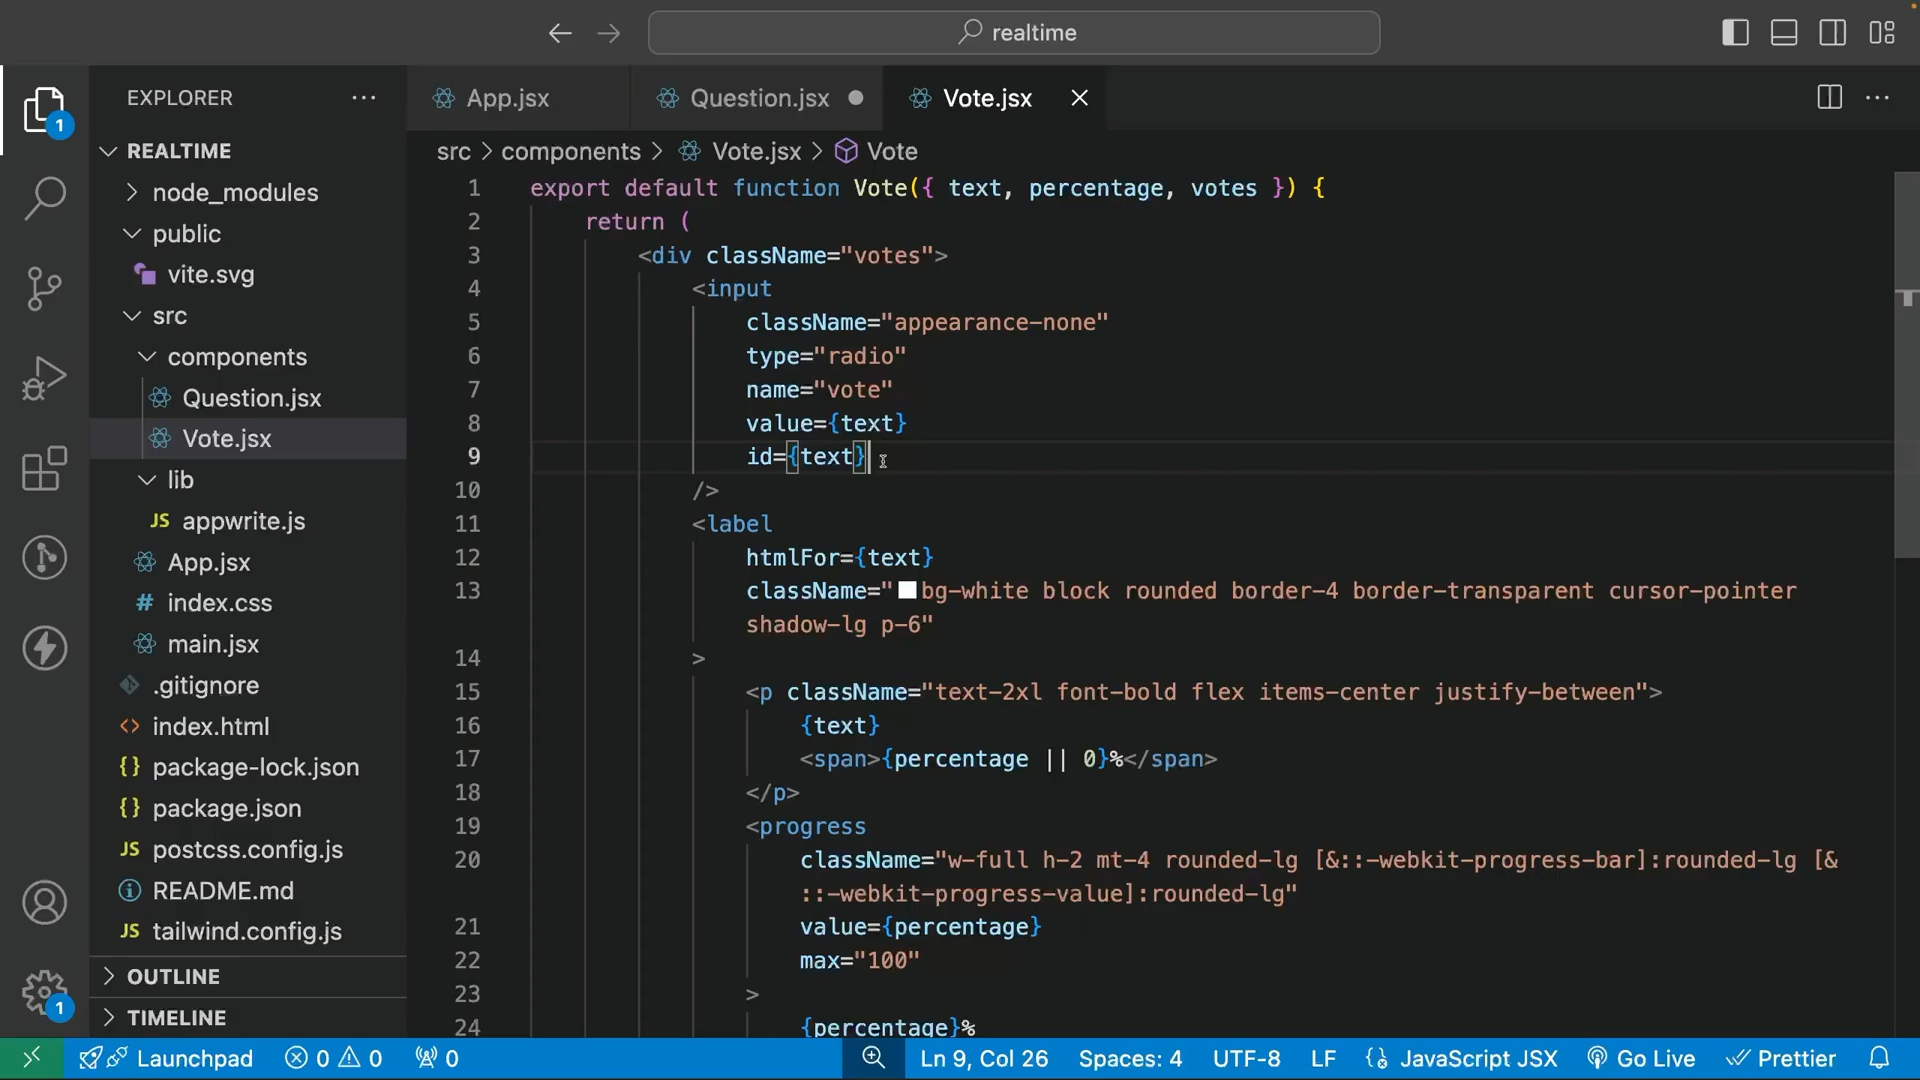 realtime
EXPLORER
REALTIME
node_modules
public
vite.svg
src
components
Question.jsx
Vote.jsx
lib
JS appwrite.js
App.jsx
# index.css
main.jsx
.gitignore
<> index.html
{} package-lock.json
{} package.json
JS postcss.config.js
README.md
JS tailwind.config.js
OUTLINE
TIMELINE
1
1
App.jsx
Question.jsx
Vote.jsx
src > components > Vote.jsx > Vote
1 export default function Vote({ text, percentage, votes }) {
2 return (
3 <div className="votes">
4 <input
5 className="appearance-none"
6 type="radio"
7 name="vote"
8 value={text}
9 id={text}
10 />
11 <label
12 htmlFor={text}
13 className="bg-white block rounded border-4 border-transparent cursor-pointer
shadow-lg p-6"
14 >
15 <p className="text-2xl font-bold flex items-center justify-between">
16 {text}
17 <span>{percentage || 0}%</span>
18 </p>
19 <progress
20 className="w-full h-2 mt-4 rounded-lg [&::-webkit-progress-bar]:rounded-lg [&
::-webkit-progress-value]:rounded-lg"
21 value={percentage}
22 max="100"
23 >
24 {percentage}%
Launchpad 0 0 0 Ln 9, Col 26 Spaces: 4 UTF-8 LF JavaScript JSX Go Live Prettier